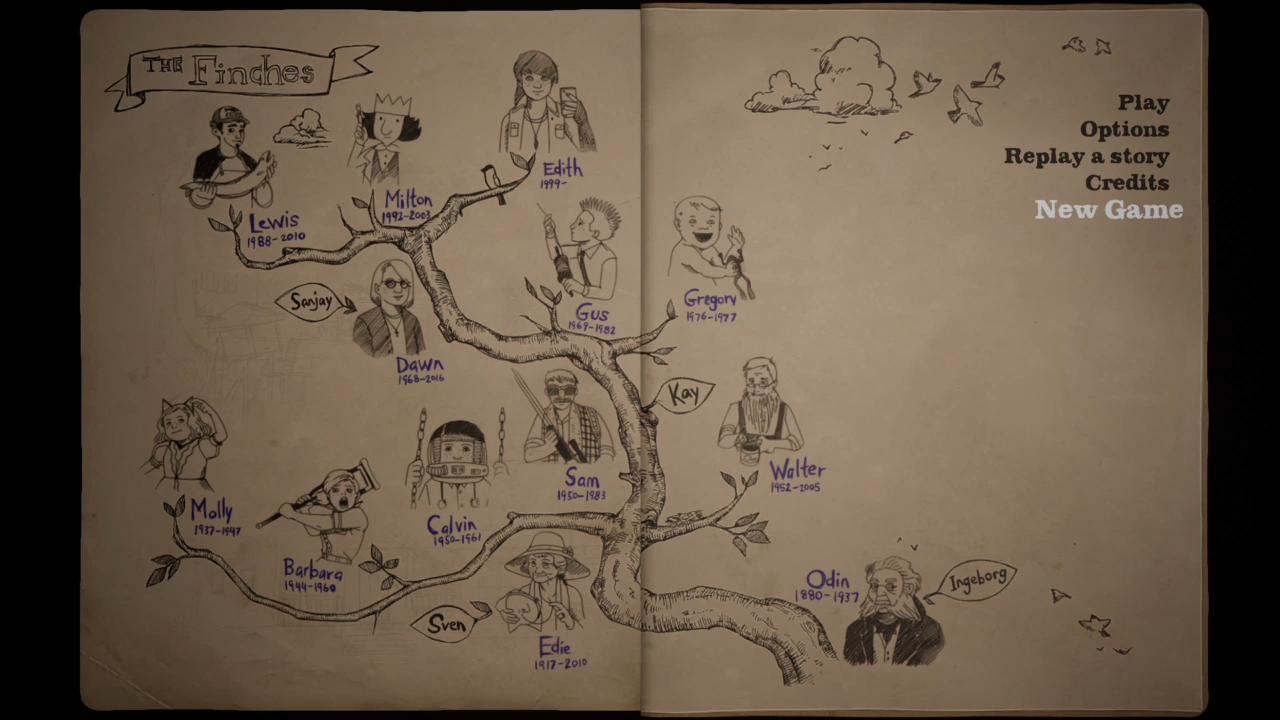 THE Finches
Play
Options
Replay a story
Credits
New Game
Edith
1999-
Milton
1992-2003
Lewis
1988-2010
Sanjay
Gus
1969-1982
Gregory
1976-1977
Dawn
1968-2016
Kay
Sam
1950-1983
Walter
1952-2005
Molly
1937-1947
Calvin
1950-1961
Barbara
1944-1960
Odin
1880-1937
Ingeborg
Sven
Edie
1917-2010